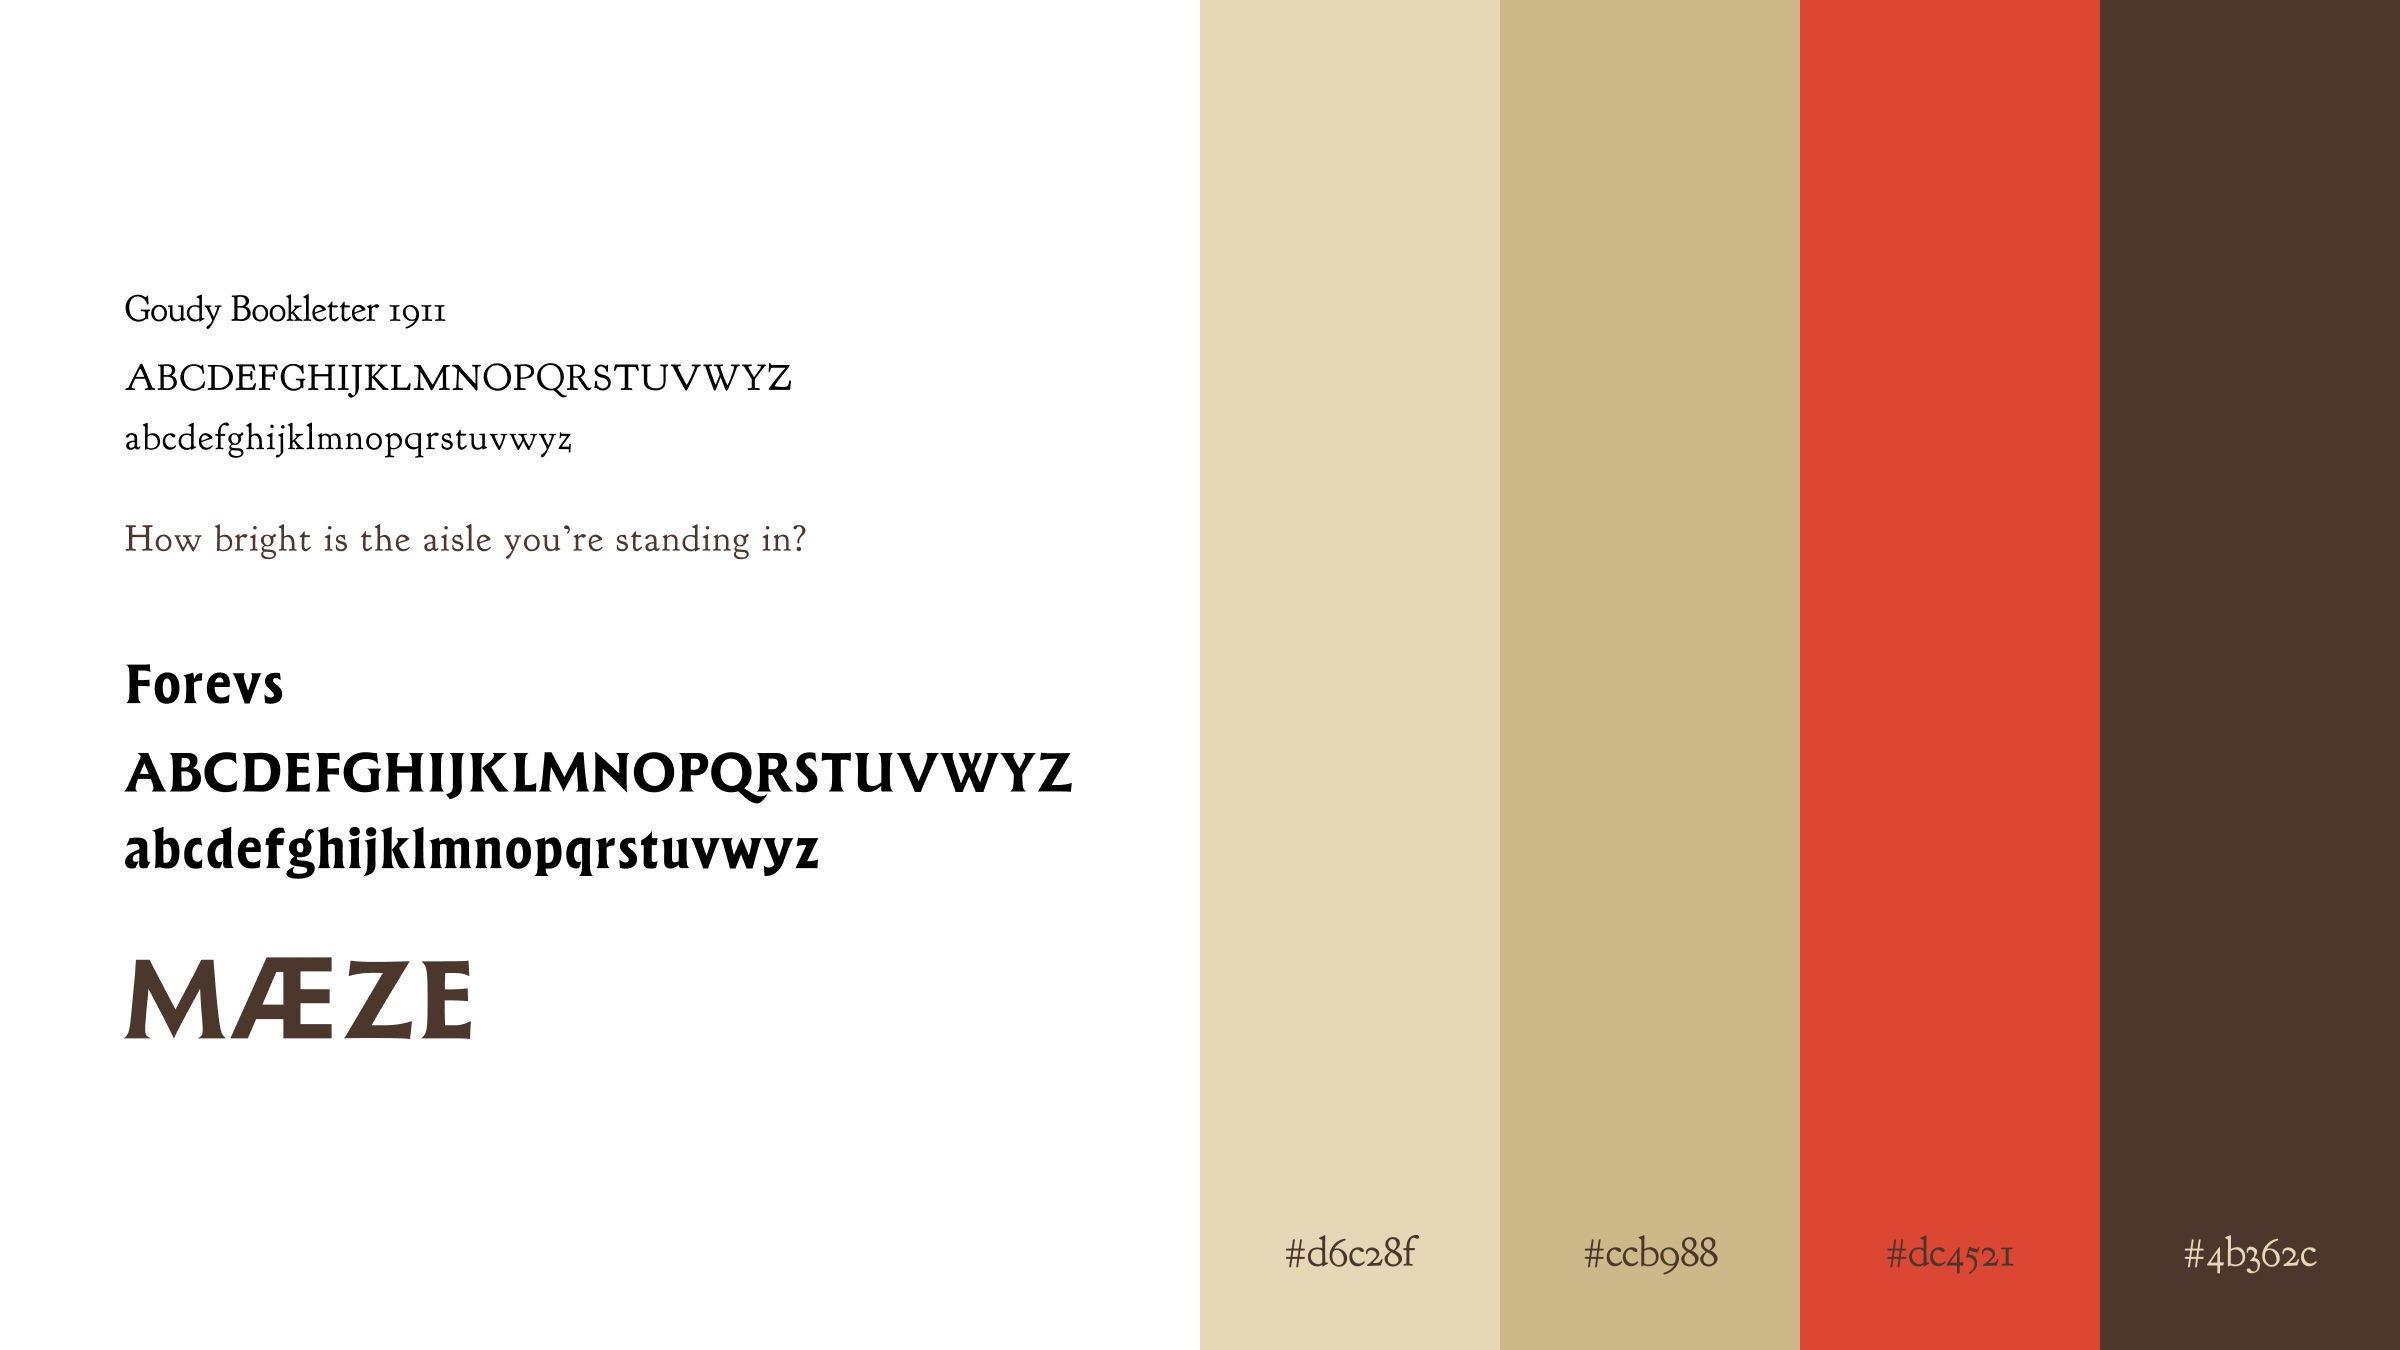 Goudy Bookletter 1911
ABCDEFGHIJKLMNOPQRSTUVWYZ
abcdefghijklmnopqrstuvwyz
How bright is the aisle you’re standing in?
Forevs
ABCDEFGHIJKLMNOPQRSTUVWYZ
abcdefghijklmnopqrstuvwyz
MÆZE
#d6c28f
#ccb988
#dc4521
#4b362c